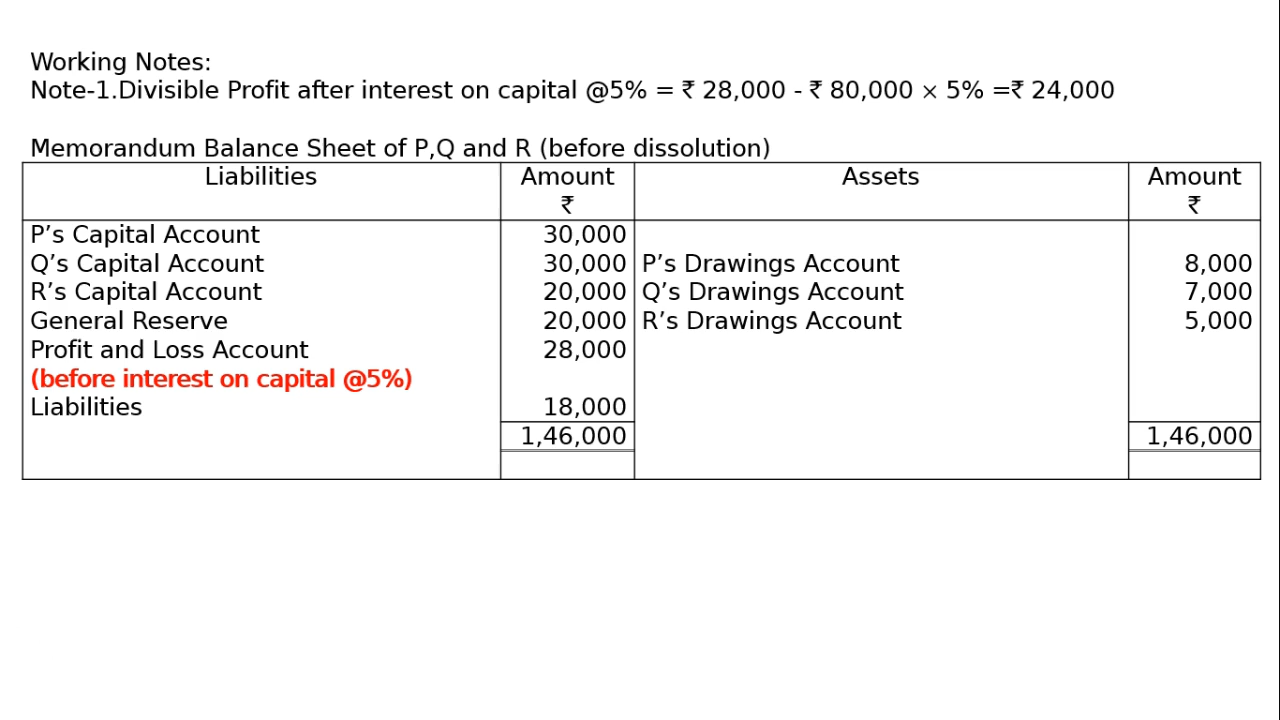 Working Notes:
Note-1.Divisible Profit after interest on capital @5% = ₹ 28,000 - ₹ 80,000 × 5% =₹ 24,000
Memorandum Balance Sheet of P,Q and R (before dissolution)
Liabilities Amount ₹ Assets Amount ₹
P’s Capital Account 30,000
Q’s Capital Account 30,000 P’s Drawings Account 8,000
R’s Capital Account 20,000 Q’s Drawings Account 7,000
General Reserve 20,000 R’s Drawings Account 5,000
Profit and Loss Account 28,000
(before interest on capital @5%)
Liabilities 18,000
1,46,000 1,46,000